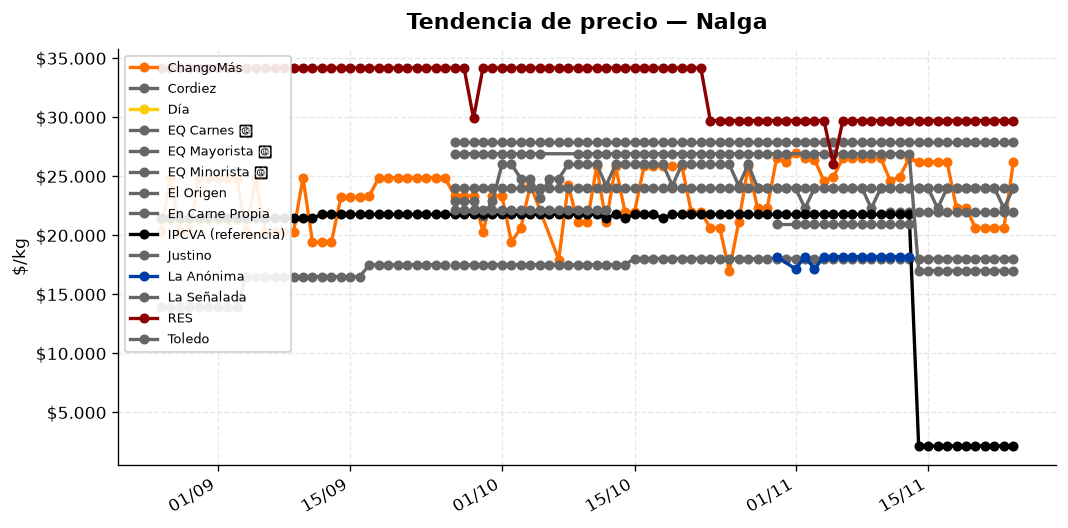 Tendencia de precio — Nalga
$/kg
$35.000
$30.000
$25.000
$20.000
$15.000
$10.000
$5.000
ChangoMás
Cordiez
Día
EQ Carnes
EQ Mayorista
EQ Minorista
El Origen
En Carne Propia
IPCVA (referencia)
Justino
La Anónima
La Señalada
RES
Toledo
01/09
15/09
01/10
15/10
01/11
15/11